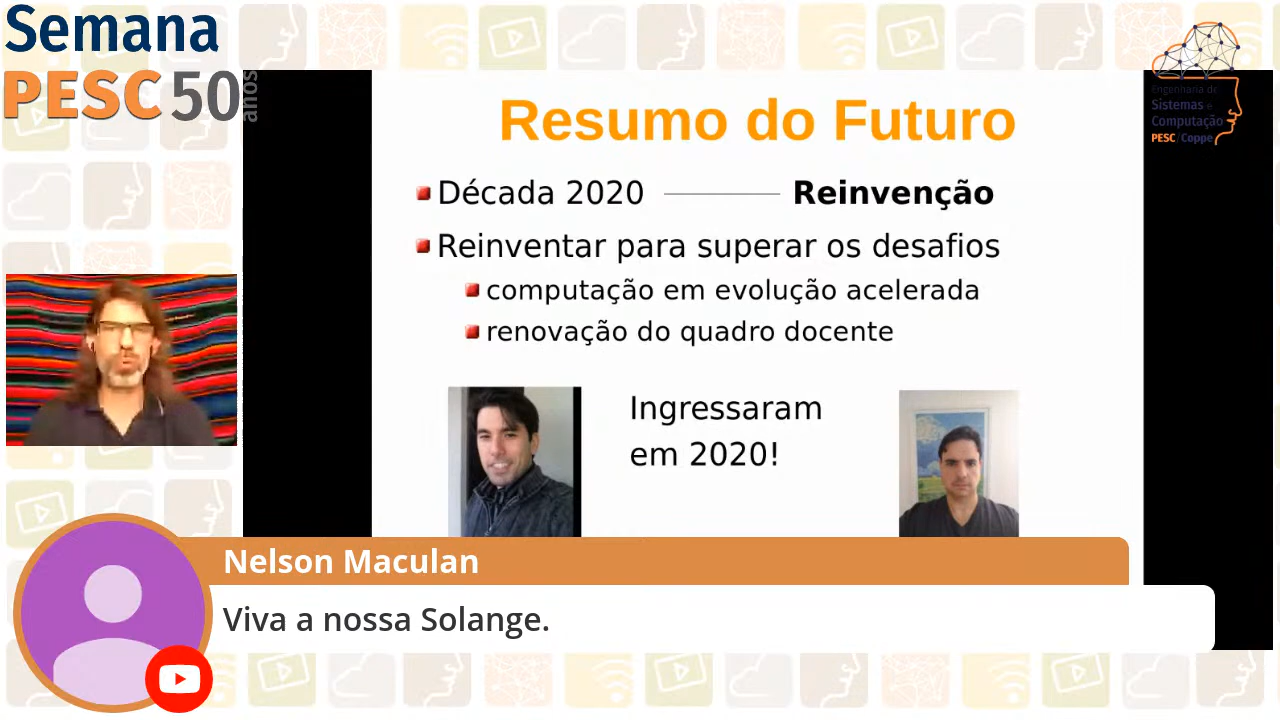 Semana
PESC 50 anos
Engenharia de
Sistemas e
Computação
PESC/Coppe
Resumo do Futuro
Década 2020 Reinvenção
Reinventar para superar os desafios
computação em evolução acelerada
renovação do quadro docente
Ingressaram
em 2020!
Nelson Maculan
Viva a nossa Solange.